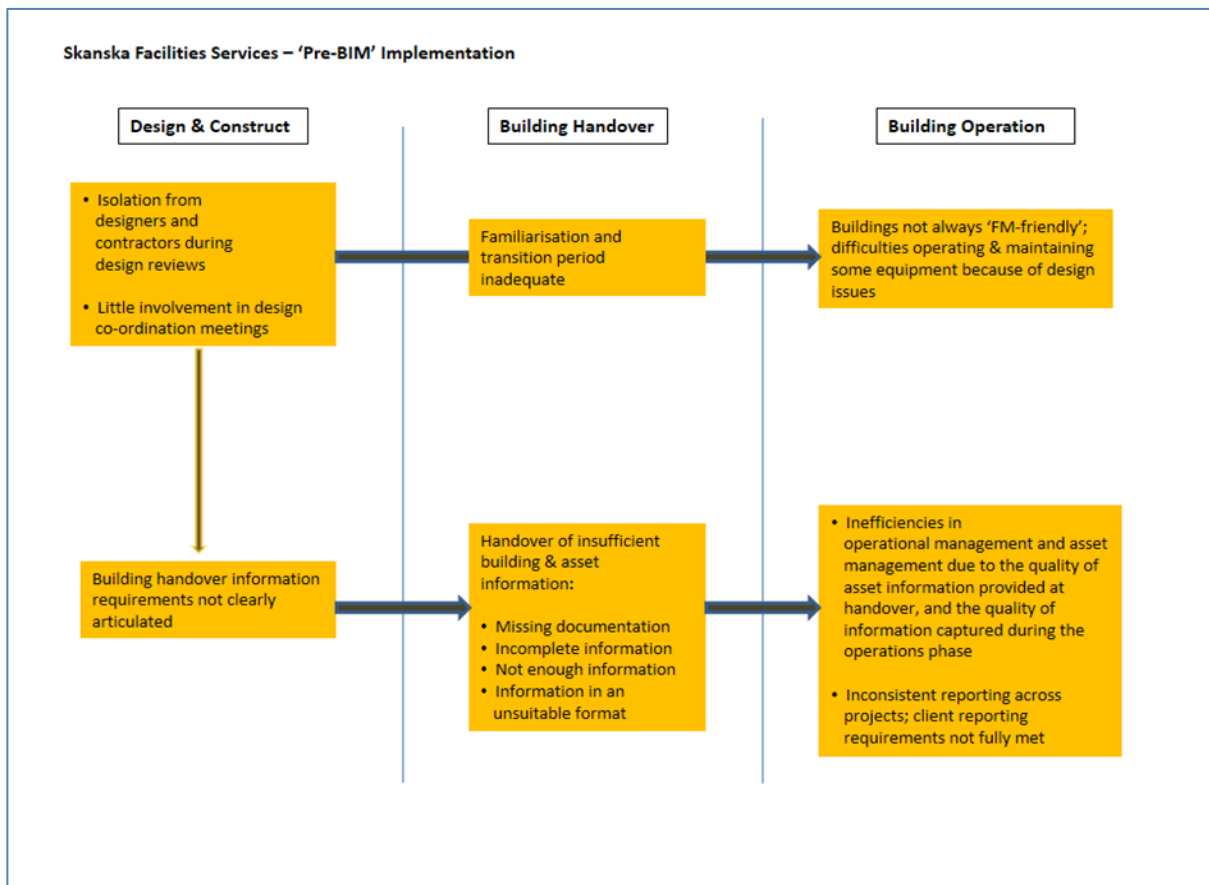 Skanska Facilities Services – 'Pre-BIM' Implementation
Design & Construct
Building Handover
Building Operation
• Isolation from
designers and
contractors during
design reviews
• Little involvement in design
co-ordination meetings
Familiarisation and
transition period
inadequate
Buildings not always 'FM-friendly';
difficulties operating & maintaining
some equipment because of design
issues
Building handover information
requirements not clearly
articulated
Handover of insufficient
building & asset
information:
• Missing documentation
• Incomplete information
• Not enough information
• Information in an
unsuitable format
• Inefficiencies in
operational management and asset
management due to the quality of
asset information provided at
handover, and the quality of
information captured during the
operations phase
• Inconsistent reporting across
projects; client reporting
requirements not fully met